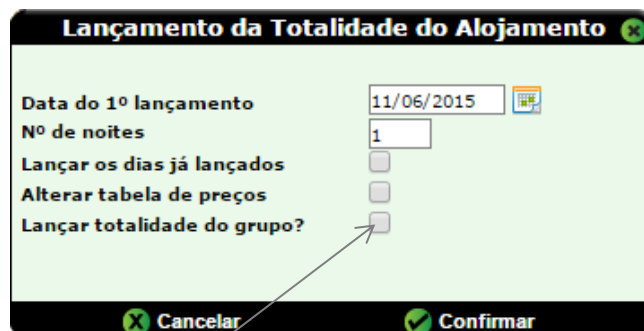 Lançamento da Totalidade do Alojamento
Data do 1º lançamento 11/06/2015
Nº de noites 1
Lançar os dias já lançados
Alterar tabela de preços
Lançar totalidade do grupo?
Cancelar Confirmar